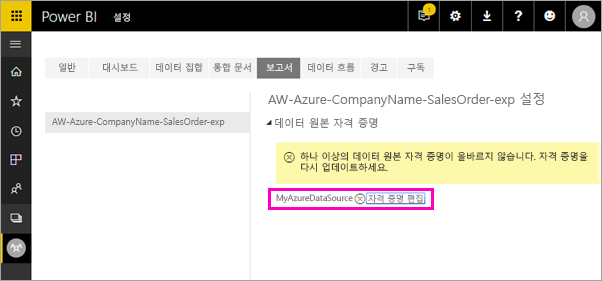 Power BI 설정
1
일반 대시보드 데이터 집합 통합 문서 보고서 데이터 흐름 경고 구독
AW-Azure-CompanyName-SalesOrder-exp
AW-Azure-CompanyName-SalesOrder-exp 설정
데이터 원본 자격 증명
하나 이상의 데이터 원본 자격 증명이 올바르지 않습니다. 자격 증명을
다시 업데이트하세요.
MyAzureDataSource 자격 증명 편집